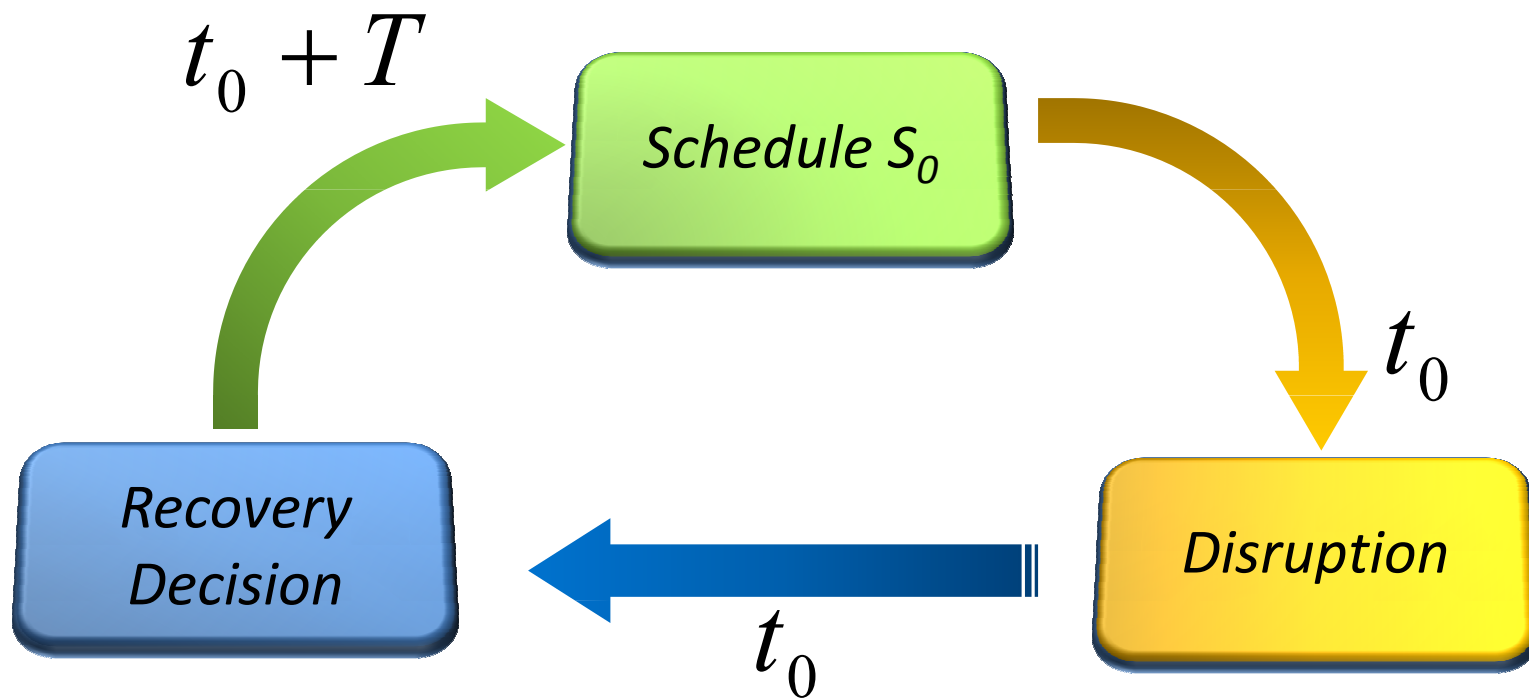 t₀ + T
Schedule S₀
t₀
Recovery
Decision
Disruption
t₀